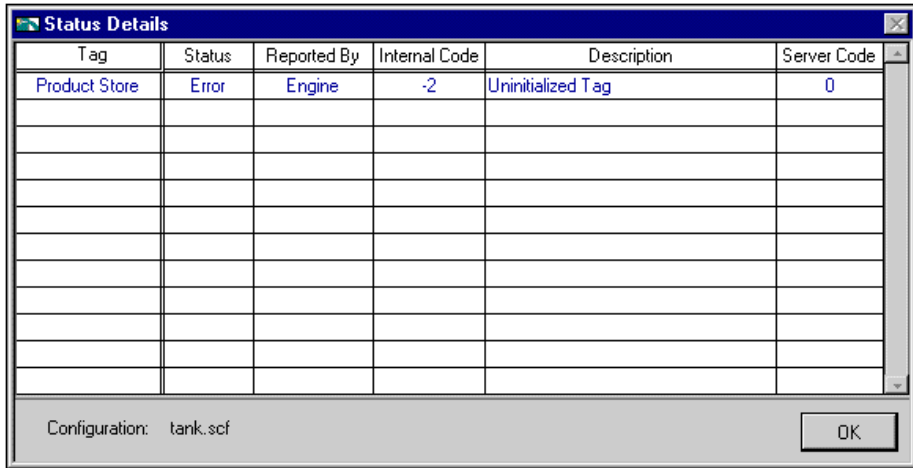 Status Details
Tag Status Reported By Internal Code Description Server Code
Product Store Error Engine -2 Uninitialized Tag 0
Configuration: tank.scf
OK